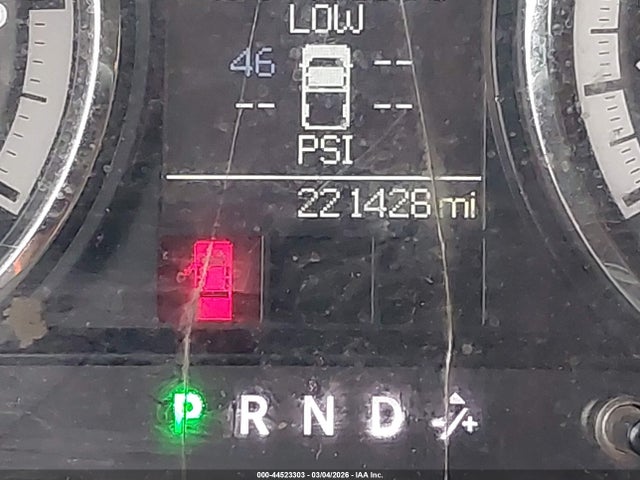 LOW
46 --
-- --
PSI
221428 mi
P R N D -/+
000-44523303 - 03/04/2026 - IAA Inc.